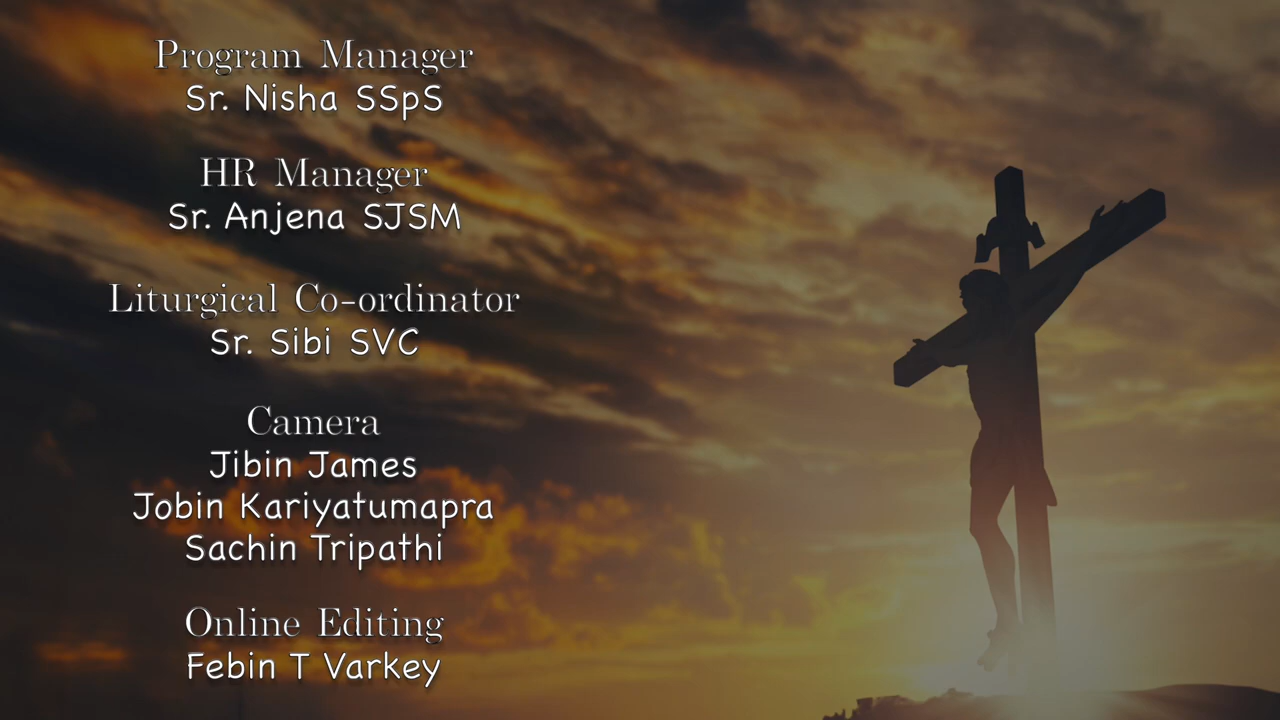 Program Manager
Sr. Nisha SSpS
HR Manager
Sr. Anjena SJSM
Liturgical Co-ordinator
Sr. Sibi SVC
Camera
Jibin James
Jobin Kariyatumapra
Sachin Tripathi
Online Editing
Febin T Varkey